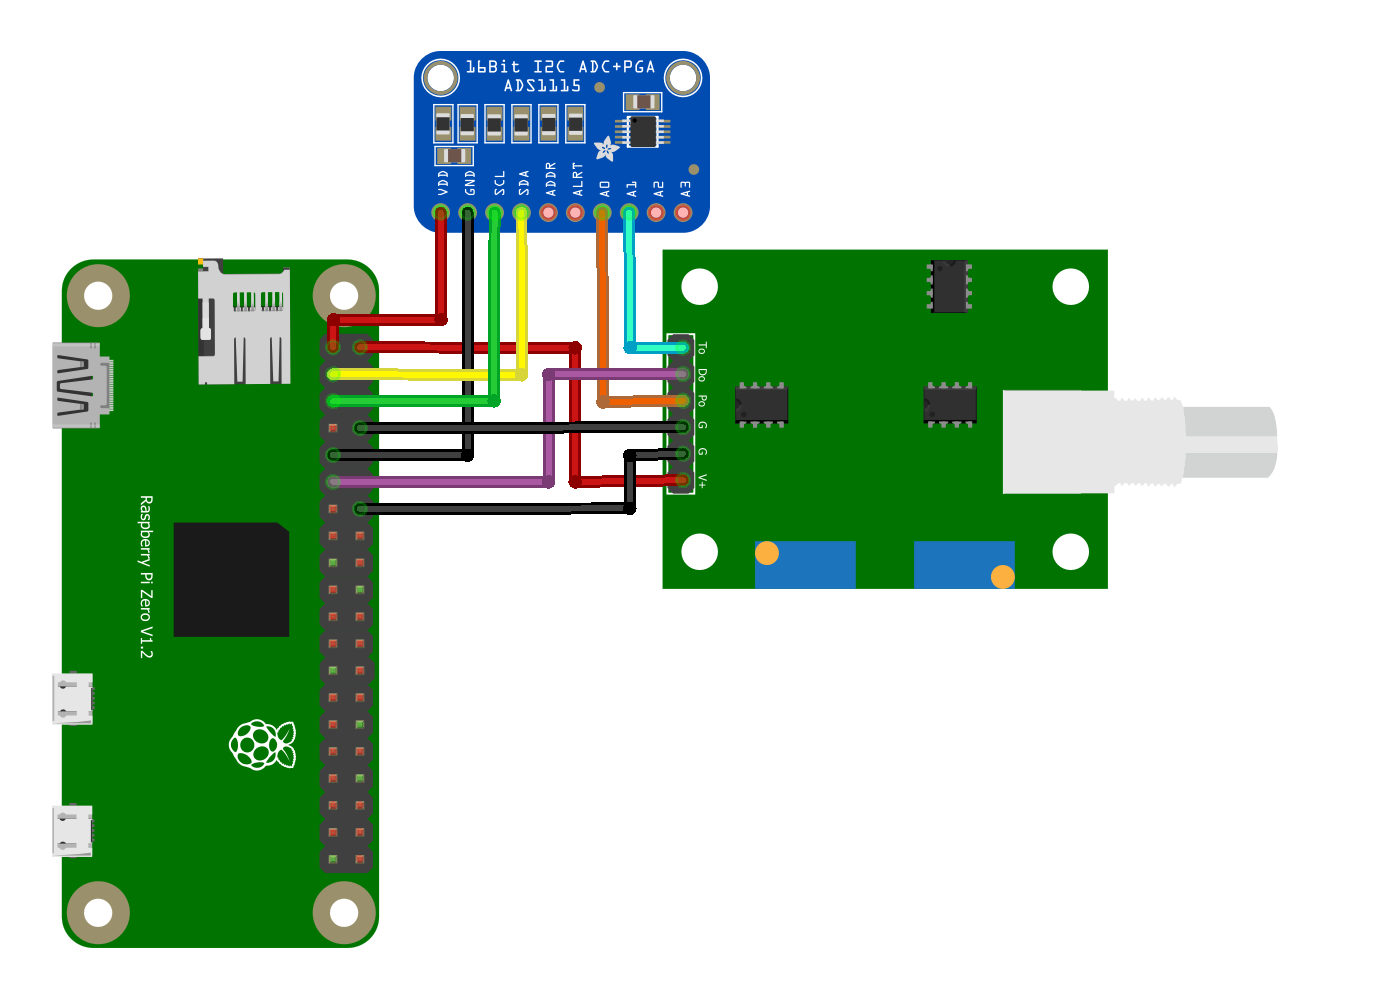 16Bit I2C ADC+PGA
ADS1115
VDD
GND
SCL
SDA
ADDR
ALRT
A0
A1
A2
A3
To
Do
Po
G
G
V+
Raspberry Pi Zero V1.2